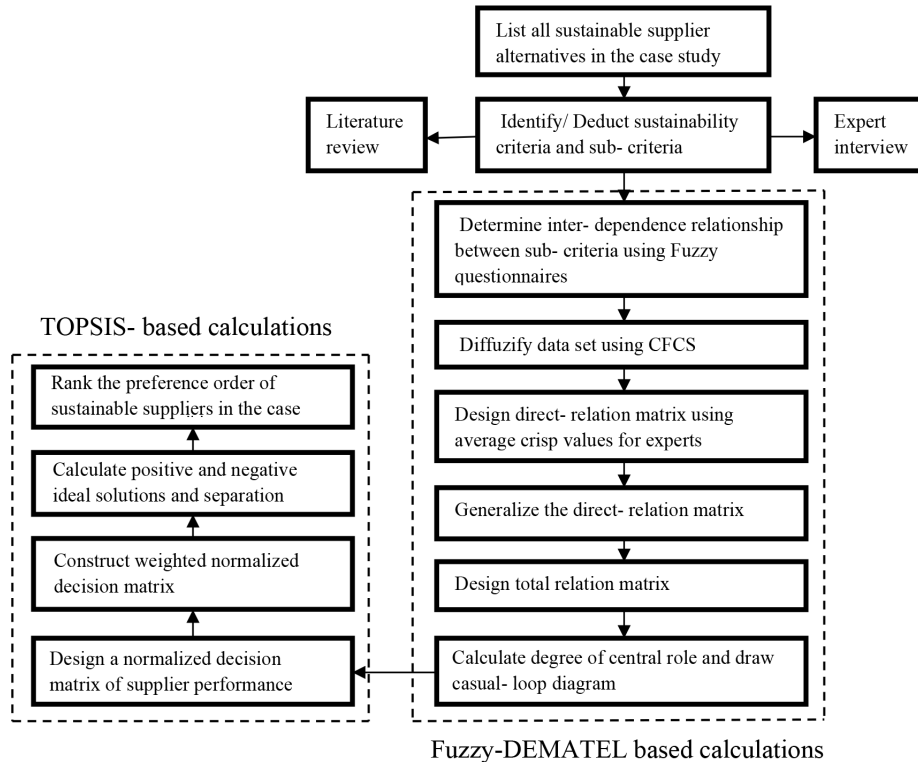 List all sustainable supplier
alternatives in the case study
Literature
review
Identify/ Deduct sustainability
criteria and sub- criteria
Expert
interview
Determine inter- dependence relationship
between sub- criteria using Fuzzy
questionnaires
Diffuzify data set using CFCS
Design direct- relation matrix using
average crisp values for experts
Generalize the direct- relation matrix
Design total relation matrix
Calculate degree of central role and draw
casual- loop diagram
Fuzzy-DEMATEL based calculations
TOPSIS- based calculations
Rank the preference order of
sustainable suppliers in the case
Calculate positive and negative
ideal solutions and separation
Construct weighted normalized
decision matrix
Design a normalized decision
matrix of supplier performance